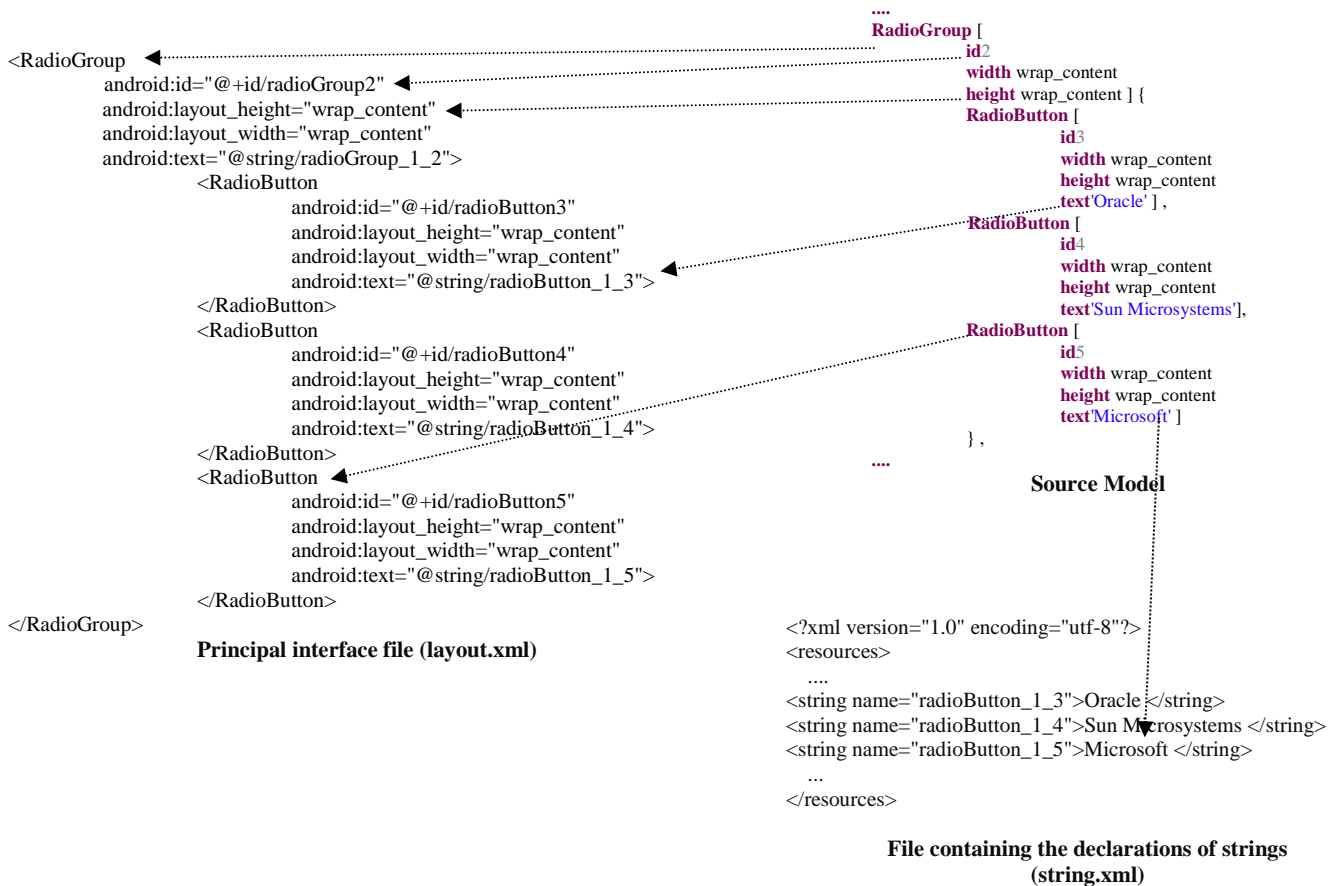 <RadioGroup
android:id="@+id/radioGroup2"
android:layout_height="wrap_content"
android:layout_width="wrap_content"
android:text="@string/radioGroup_1_2">
<RadioButton
android:id="@+id/radioButton3"
android:layout_height="wrap_content"
android:layout_width="wrap_content"
android:text="@string/radioButton_1_3">
</RadioButton>
<RadioButton
android:id="@+id/radioButton4"
android:layout_height="wrap_content"
android:layout_width="wrap_content"
android:text="@string/radioButton_1_4">
</RadioButton>
<RadioButton
android:id="@+id/radioButton5"
android:layout_height="wrap_content"
android:layout_width="wrap_content"
android:text="@string/radioButton_1_5">
</RadioButton>
</RadioGroup>
Principal interface file (layout.xml)
....
RadioGroup [
id2
width wrap_content
height wrap_content ] {
RadioButton [
id3
width wrap_content
height wrap_content
text'Oracle' ] ,
RadioButton [
id4
width wrap_content
height wrap_content
text'Sun Microsystems'],
RadioButton [
id5
width wrap_content
height wrap_content
text'Microsoft' ]
} ,
....
Source Model
<?xml version="1.0" encoding="utf-8"?>
<resources>
....
<string name="radioButton_1_3">Oracle </string>
<string name="radioButton_1_4">Sun Microsystems </string>
<string name="radioButton_1_5">Microsoft </string>
...
</resources>
File containing the declarations of strings
(string.xml)